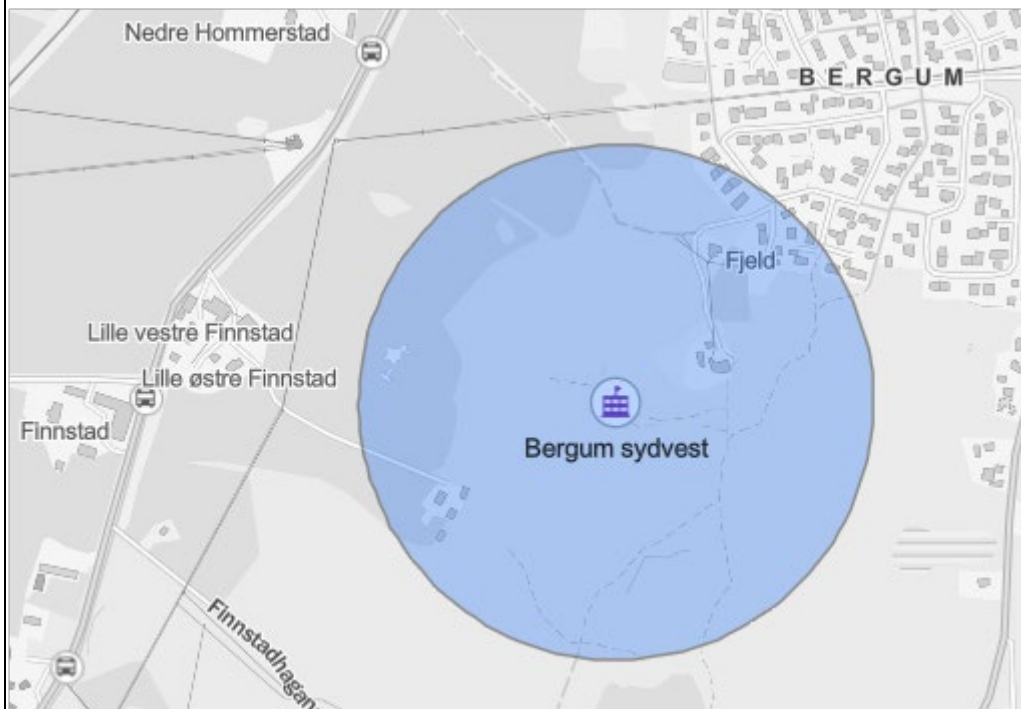 Nedre Hommerstad
BERGUM
Fjeld
Lille vestre Finnstad
Lille østre Finnstad
Finnstad
Bergum sydvest
Finnstadhagan